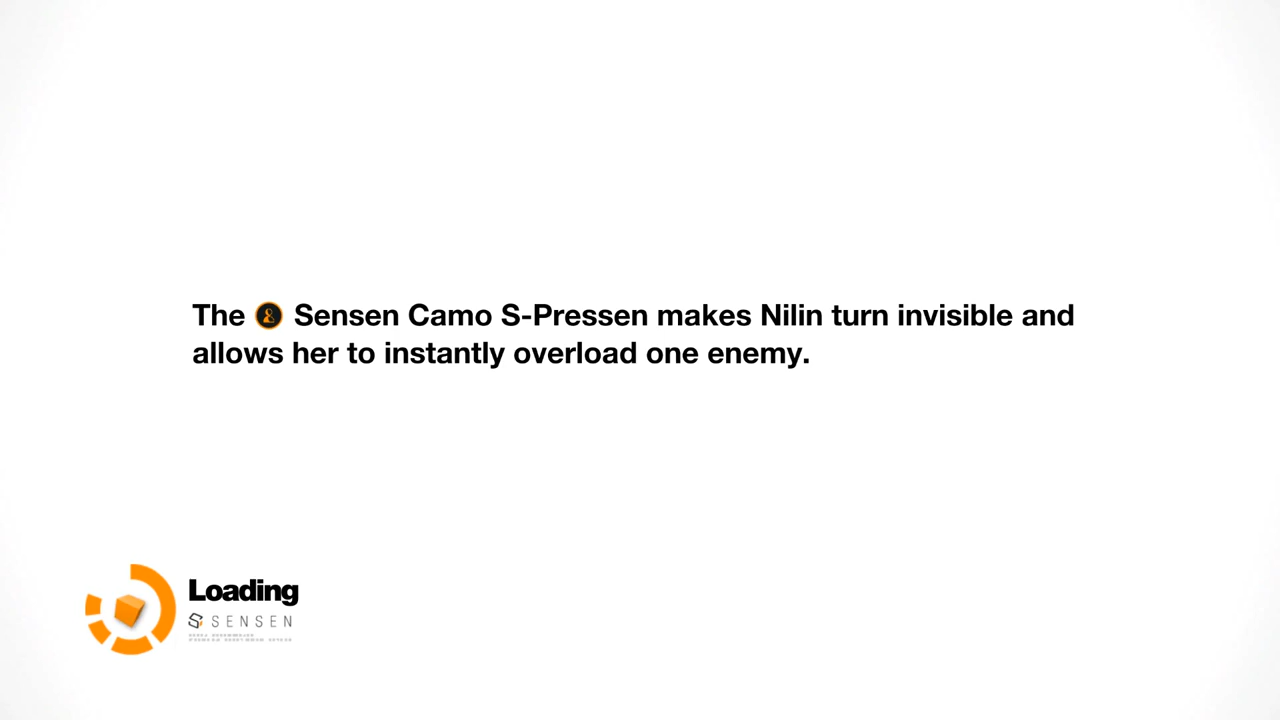 The Sensen Camo S-Pressen makes Nilin turn invisible and
allows her to instantly overload one enemy.
Loading
SENSEN